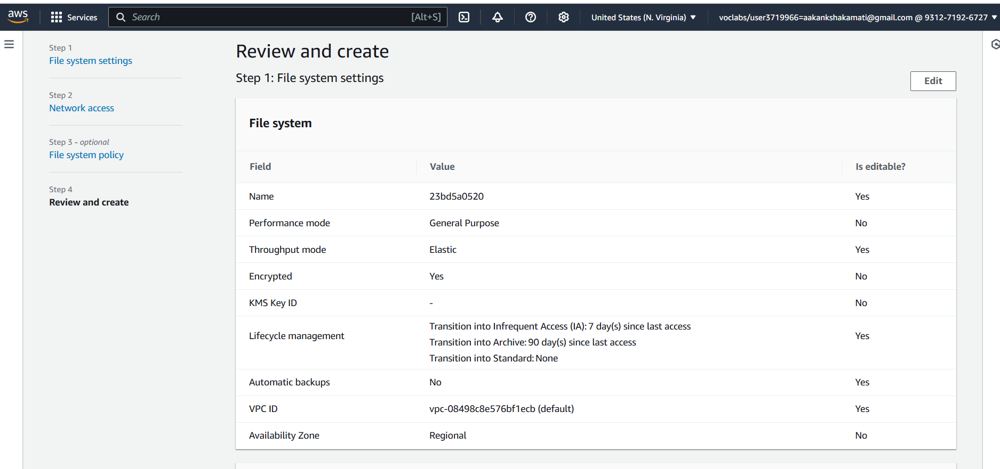 aws
Services
Search [Alt+S]
United States (N. Virginia)
voclabs/user3719966=aakankshakamati@gmail.com @ 9312-7192-6727
Step 1
File system settings
Step 2
Network access
Step 3 - optional
File system policy
Step 4
Review and create
Review and create
Step 1: File system settings
Edit
File system
Field Value Is editable?
Name 23bd5a0520 Yes
Performance mode General Purpose No
Throughput mode Elastic Yes
Encrypted Yes No
KMS Key ID - No
Lifecycle management Transition into Infrequent Access (IA): 7 day(s) since last access Yes
Transition into Archive: 90 day(s) since last access
Transition into Standard: None
Automatic backups No Yes
VPC ID vpc-08498c8e576bf1ecb (default) Yes
Availability Zone Regional No